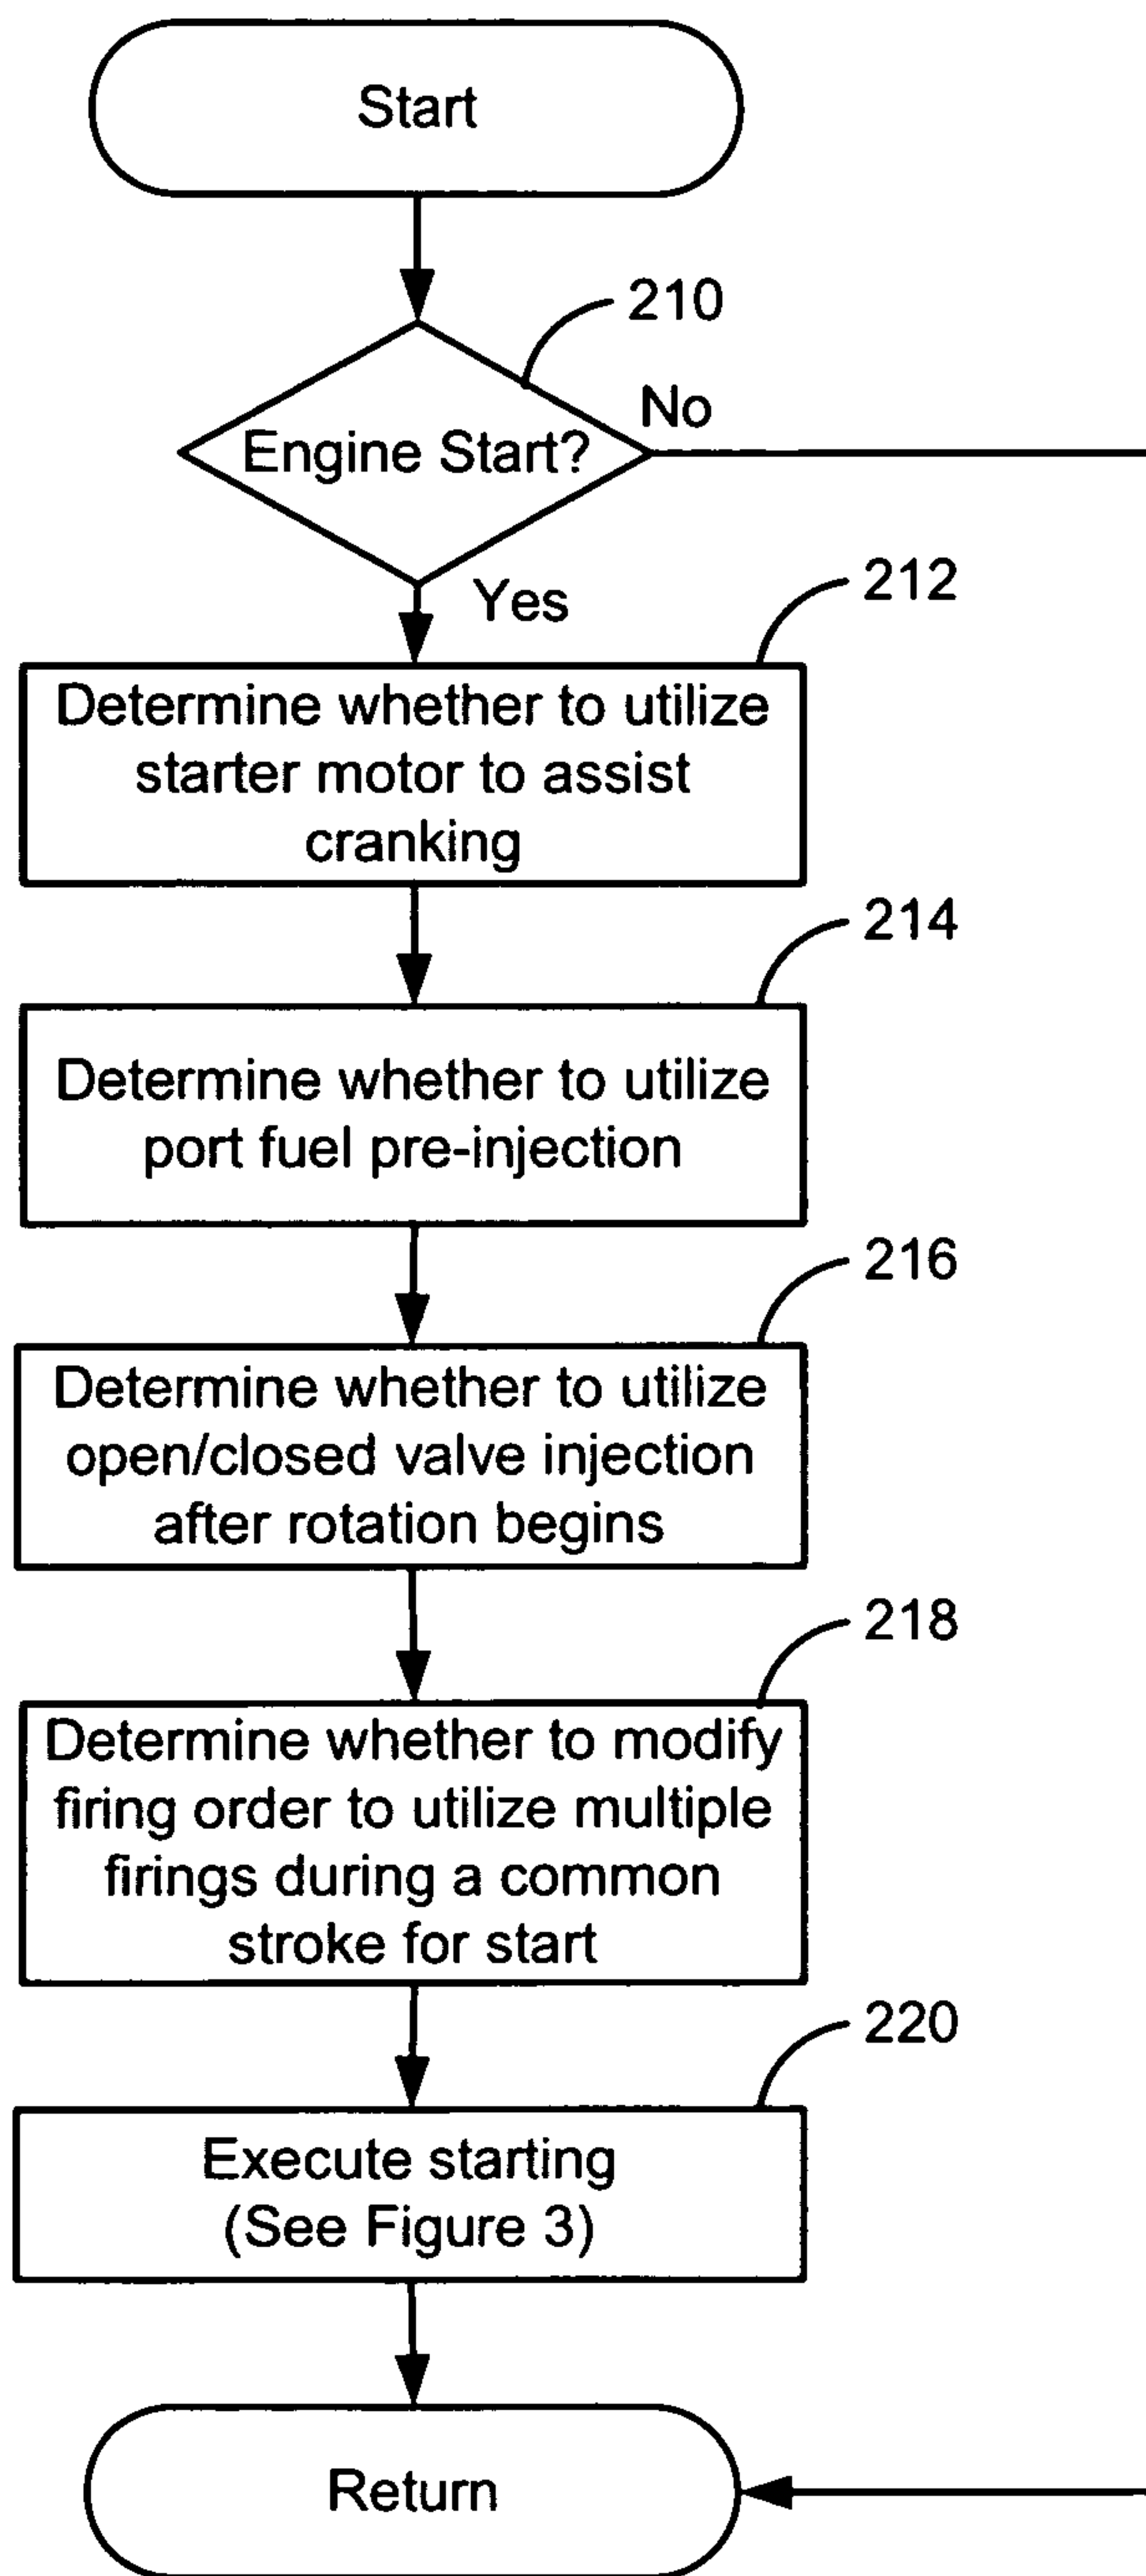 Start
210
No
Engine Start?
Yes
212
Determine whether to utilize
starter motor to assist
cranking
214
Determine whether to utilize
port fuel pre-injection
216
Determine whether to utilize
open/closed valve injection
after rotation begins
218
Determine whether to modify
firing order to utilize multiple
firings during a common
stroke for start
220
Execute starting
(See Figure 3)
Return